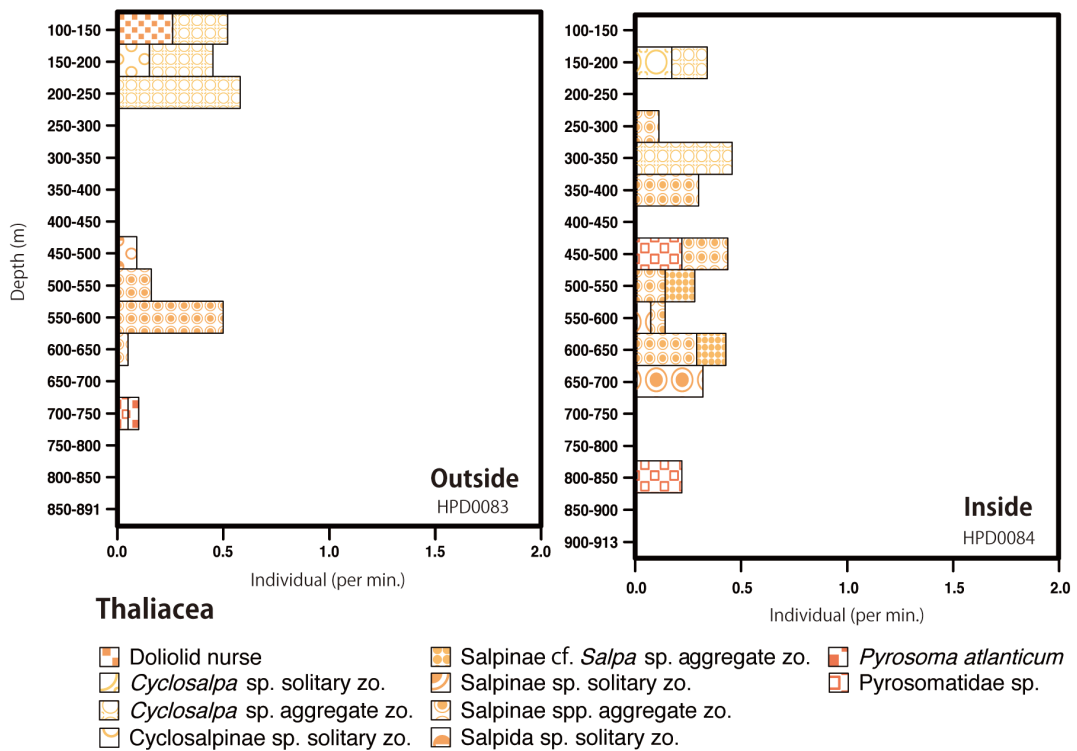 Depth (m)
100-150
150-200
200-250
250-300
300-350
350-400
400-450
450-500
500-550
550-600
600-650
650-700
700-750
750-800
800-850
850-891
Outside
HPD0083
0.0 0.5 1.0 1.5 2.0
Individual (per min.)
100-150
150-200
200-250
250-300
300-350
350-400
400-450
450-500
500-550
550-600
600-650
650-700
700-750
750-800
800-850
850-900
900-913
Inside
HPD0084
0.0 0.5 1.0 1.5 2.0
Individual (per min.)
Thaliacea
Doliolid nurse
Cyclosalpa sp. solitary zo.
Cyclosalpa sp. aggregate zo.
Cyclosalpinae sp. solitary zo.
Salpinae cf. Salpa sp. aggregate zo.
Salpinae sp. solitary zo.
Salpinae spp. aggregate zo.
Salpida sp. solitary zo.
Pyrosoma atlanticum
Pyrosomatidae sp.